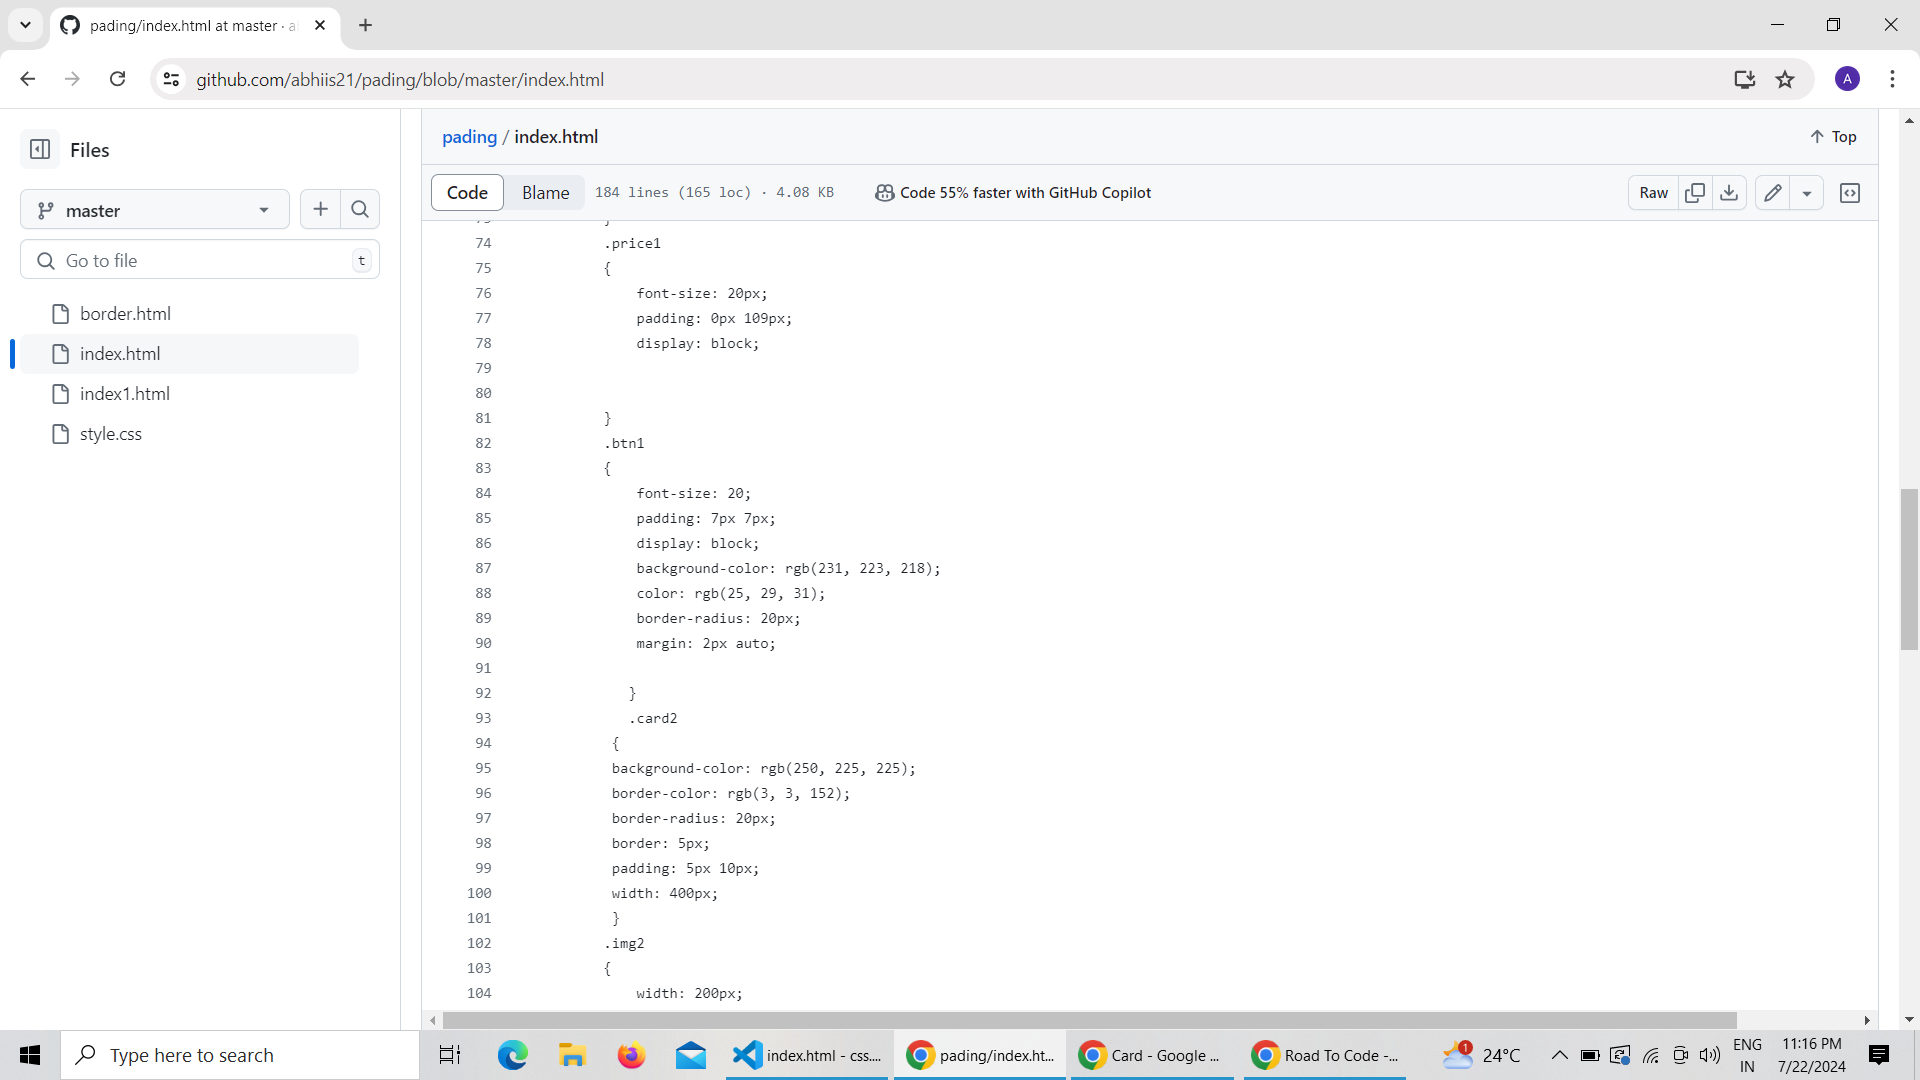 pading/index.html at master · a
github.com/abhiis21/pading/blob/master/index.html
A
Files
master
Go to file
t
border.html
index.html
index1.html
style.css
pading / index.html
Top
Code
Blame
184 lines (165 loc) · 4.08 KB
Code 55% faster with GitHub Copilot
Raw
74 .price1
75 {
76 font-size: 20px;
77 padding: 0px 109px;
78 display: block;
79
80
81 }
82 .btn1
83 {
84 font-size: 20;
85 padding: 7px 7px;
86 display: block;
87 background-color: rgb(231, 223, 218);
88 color: rgb(25, 29, 31);
89 border-radius: 20px;
90 margin: 2px auto;
91
92 }
93 .card2
94 {
95 background-color: rgb(250, 225, 225);
96 border-color: rgb(3, 3, 152);
97 border-radius: 20px;
98 border: 5px;
99 padding: 5px 10px;
100 width: 400px;
101 }
102 .img2
103 {
104 width: 200px;
Type here to search
index.html - css....
pading/index.ht...
Card - Google ...
Road To Code -...
1
24°C
ENG
IN
11:16 PM
7/22/2024